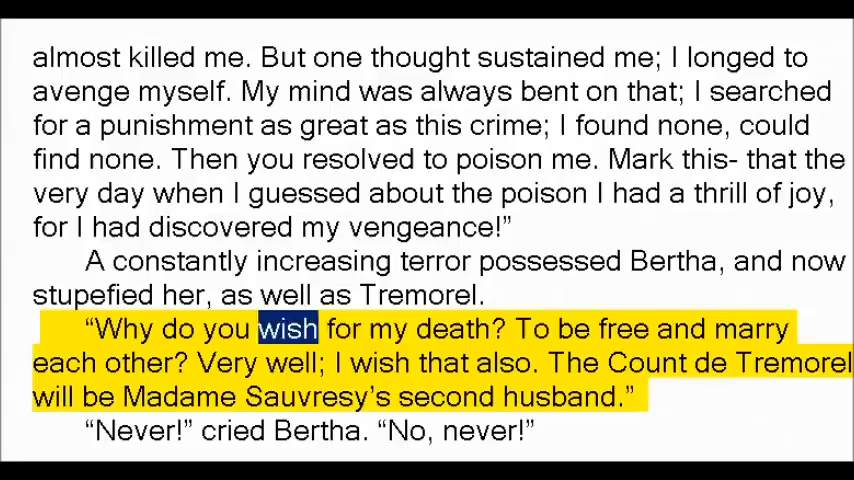 almost killed me. But one thought sustained me; I longed to
avenge myself. My mind was always bent on that; I searched
for a punishment as great as this crime; I found none, could
find none. Then you resolved to poison me. Mark this- that the
very day when I guessed about the poison I had a thrill of joy,
for I had discovered my vengeance!”
A constantly increasing terror possessed Bertha, and now
stupefied her, as well as Tremorel.
“Why do you wish for my death? To be free and marry
each other? Very well; I wish that also. The Count de Tremorel
will be Madame Sauvresy’s second husband.”
“Never!” cried Bertha. “No, never!”